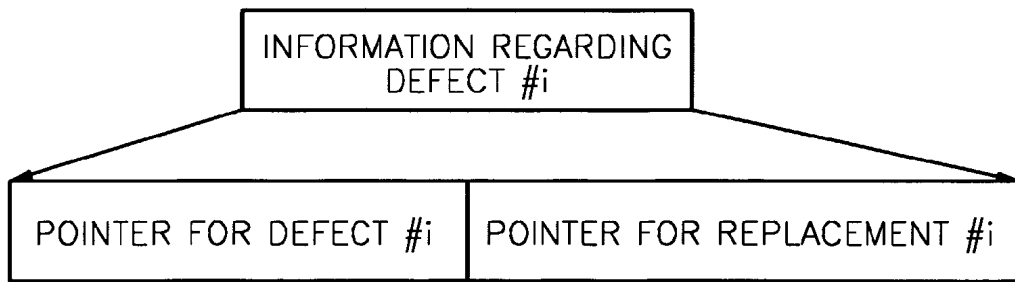 INFORMATION REGARDING
DEFECT #i
POINTER FOR DEFECT #i
POINTER FOR REPLACEMENT #i